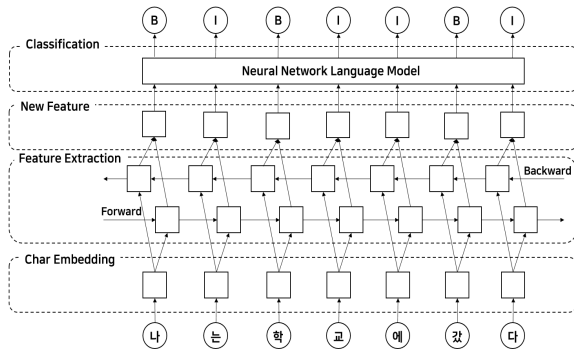 B I B I I B I
Classification
Neural Network Language Model
New Feature
Feature Extraction
Backward
Forward
Char Embedding
나 는 학 교 에 갔 다